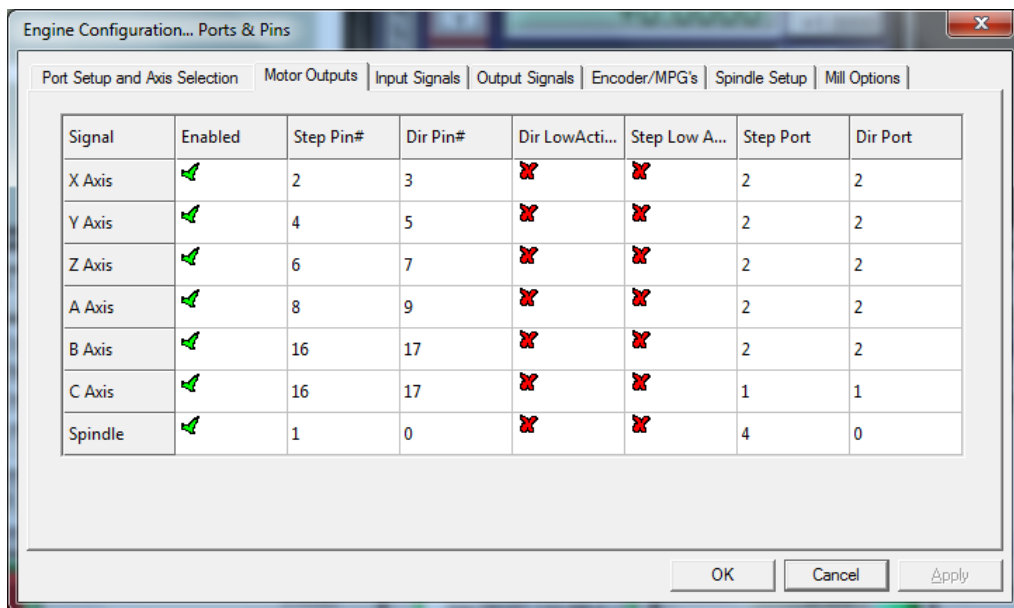 Engine Configuration... Ports & Pins
Port Setup and Axis Selection Motor Outputs Input Signals Output Signals Encoder/MPG's Spindle Setup Mill Options
Signal Enabled Step Pin# Dir Pin# Dir LowActi... Step Low A... Step Port Dir Port
X Axis 2 3 2 2
Y Axis 4 5 2 2
Z Axis 6 7 2 2
A Axis 8 9 2 2
B Axis 16 17 2 2
C Axis 16 17 1 1
Spindle 1 0 4 0
OK Cancel Apply